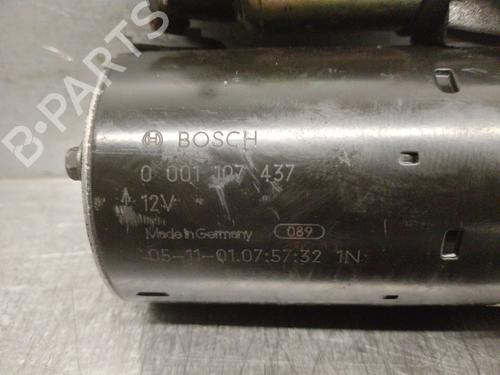 BOSCH
0 001 107 437
12V
Made in Germany 089
05-11-01.07:57:32 1N
B-PARTS